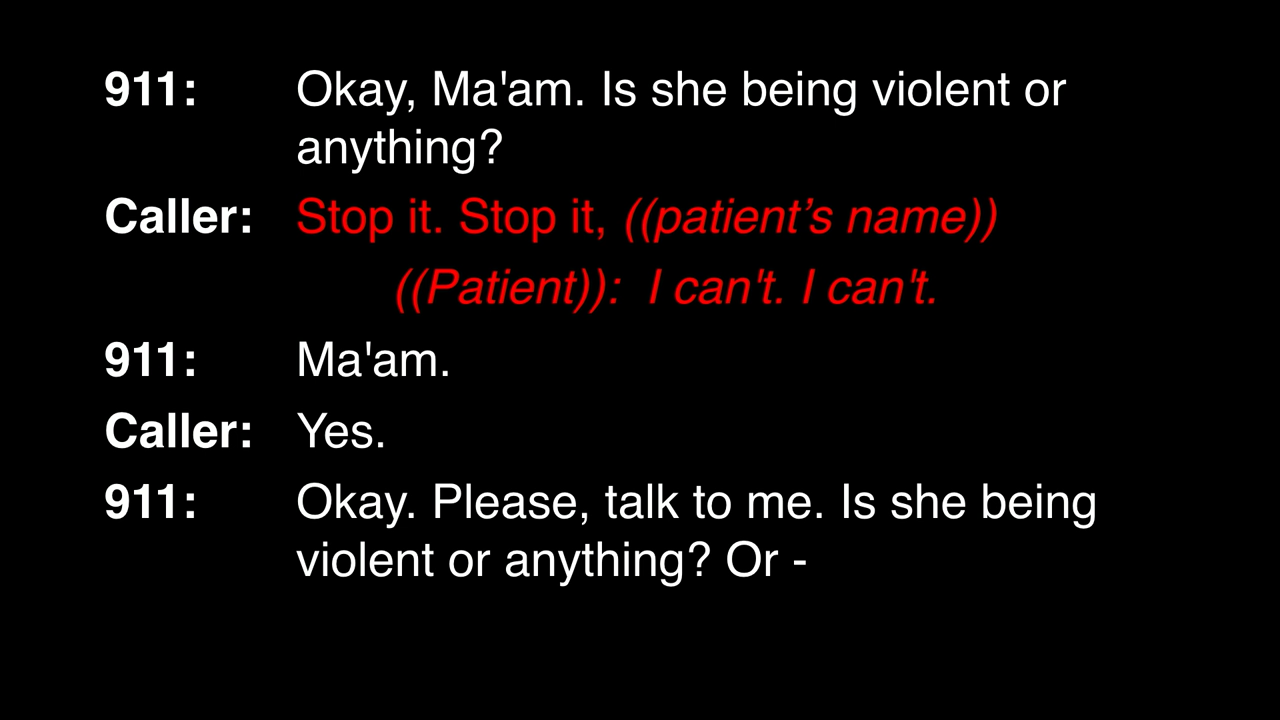 911: Okay, Ma'am. Is she being violent or
anything?
Caller: Stop it. Stop it, ((patient’s name))
((Patient)): I can't. I can't.
911: Ma'am.
Caller: Yes.
911: Okay. Please, talk to me. Is she being
violent or anything? Or -